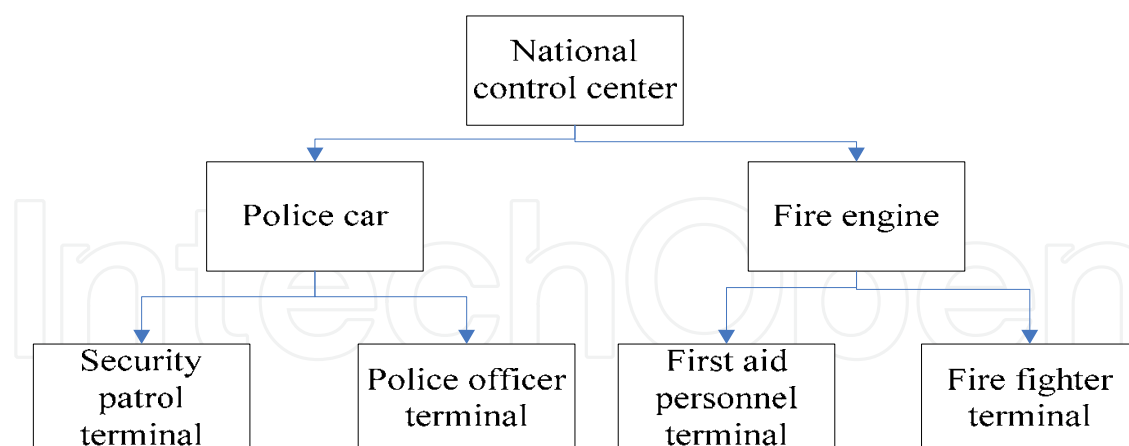 National
control center
Police car
Fire engine
Security
patrol
terminal
Police officer
terminal
First aid
personnel
terminal
Fire fighter
terminal
IntechOpen